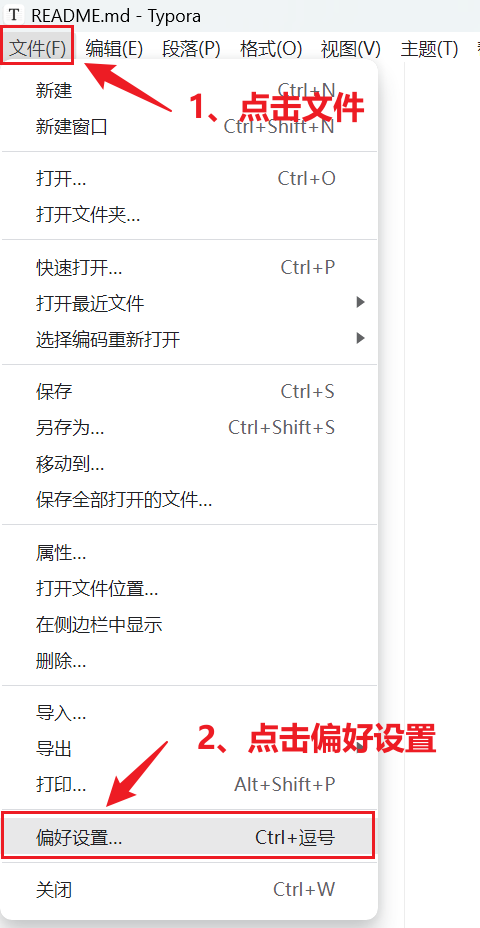 T README.md - Typora
文件(F) 编辑(E) 段落(P) 格式(O) 视图(V) 主题(T)
新建 Ctrl+N
1、点击文件
新建窗口 Ctrl+Shift+N
打开... Ctrl+O
打开文件夹...
快速打开... Ctrl+P
打开最近文件
选择编码重新打开
保存 Ctrl+S
另存为... Ctrl+Shift+S
移动到...
保存全部打开的文件...
属性...
打开文件位置...
在侧边栏中显示
删除...
导入...
2、点击偏好设置
导出
打印... Alt+Shift+P
偏好设置... Ctrl+逗号
关闭 Ctrl+W